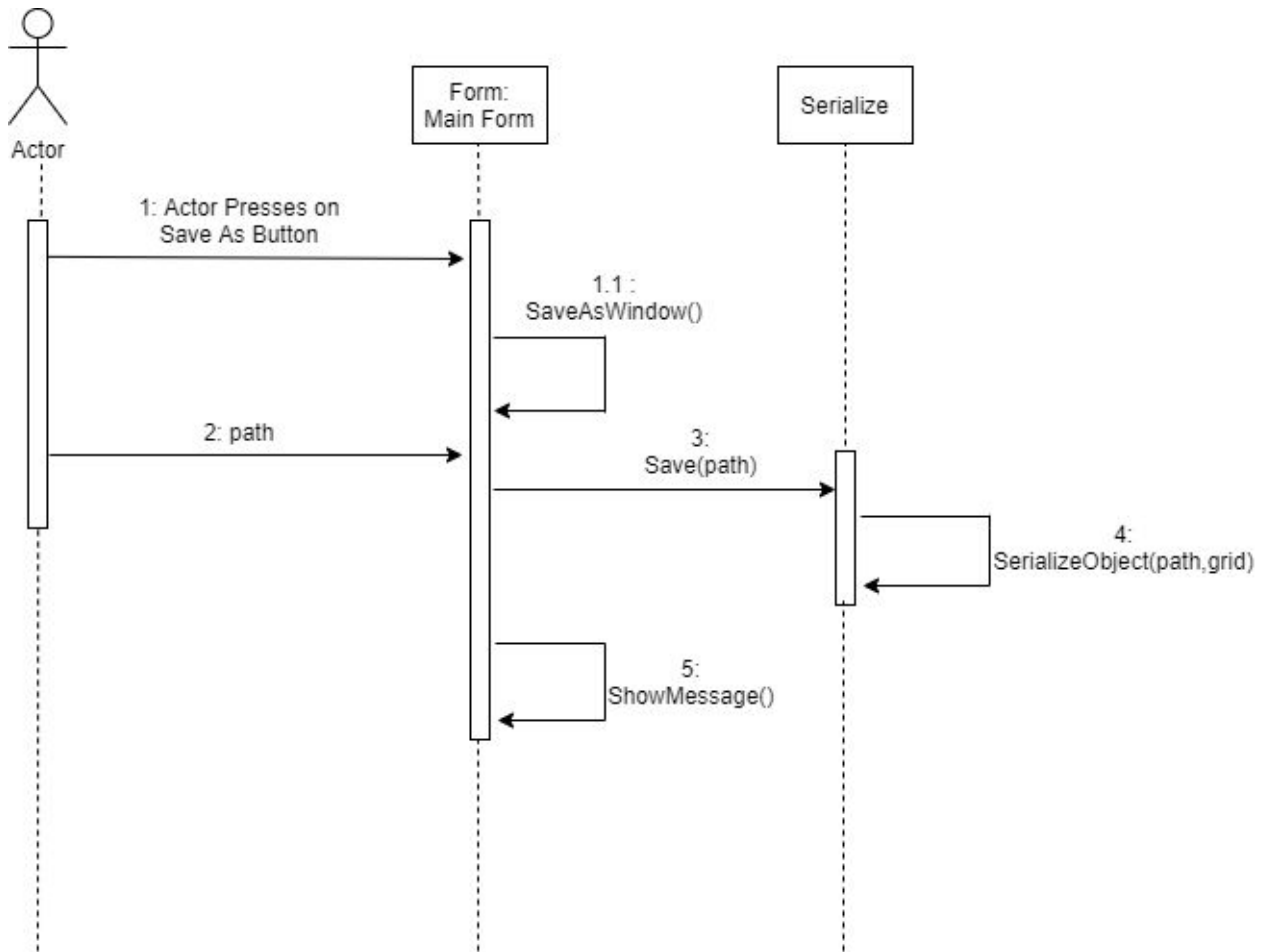 Form:
Main Form
Serialize
Actor
1: Actor Presses on
Save As Button
1.1 :
SaveAsWindow()
2: path
3:
Save(path)
4:
SerializeObject(path,grid)
5:
ShowMessage()